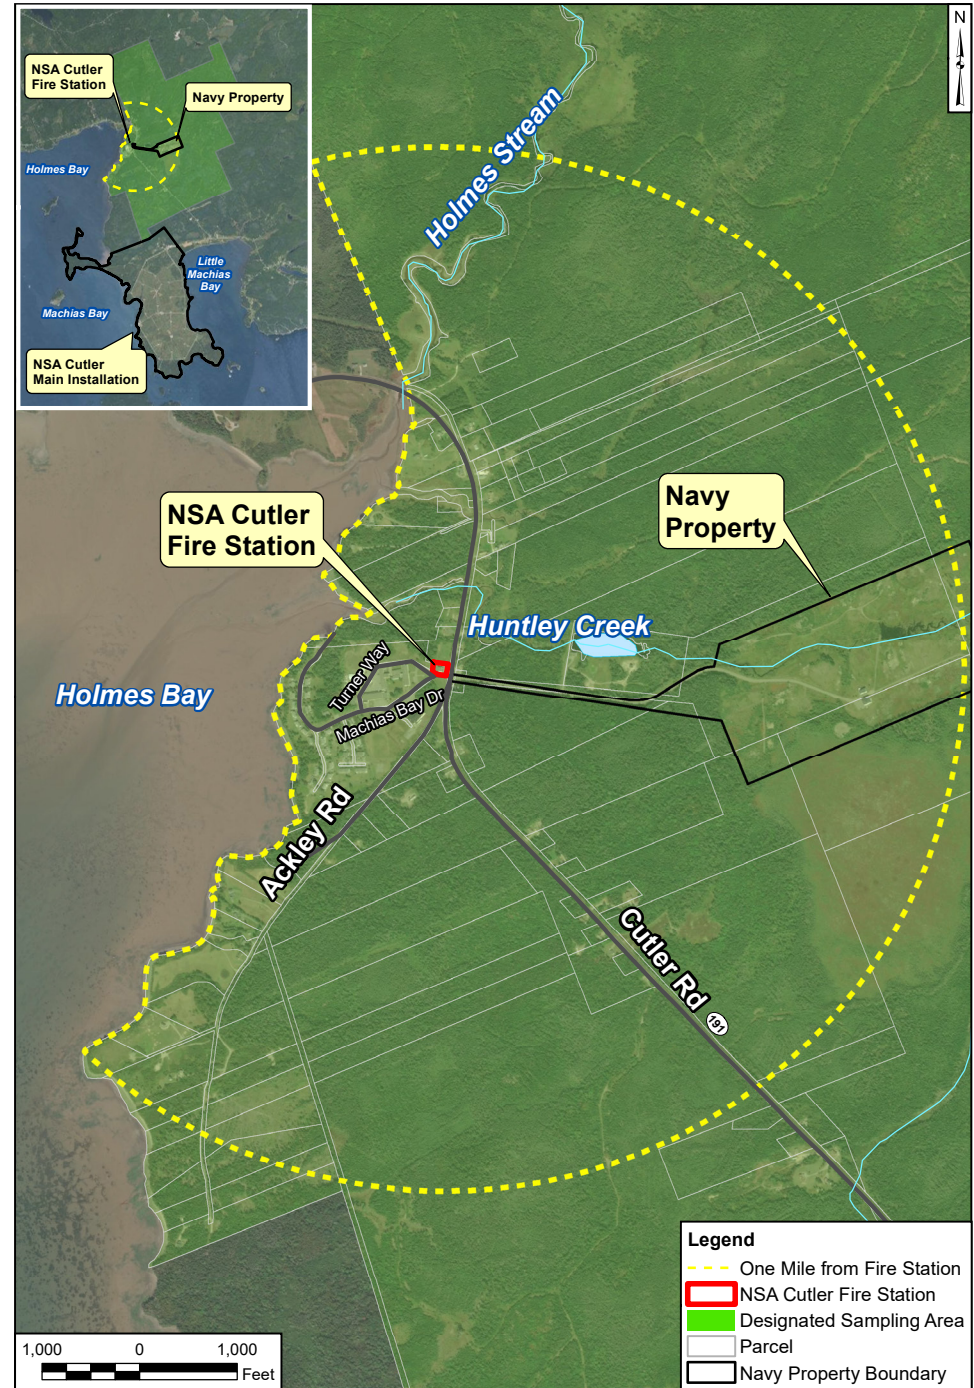 NSA Cutler
Fire Station
Navy Property
Holmes Bay
Little
Machias
Bay
Machias Bay
NSA Cutler
Main Installation
N
Holmes Stream
NSA Cutler
Fire Station
Navy
Property
Huntley Creek
Holmes Bay
Turner Way
Machias Bay Dr
Ackley Rd
Cutler Rd
191
Legend
One Mile from Fire Station
NSA Cutler Fire Station
Designated Sampling Area
Parcel
Navy Property Boundary
1,000 0 1,000
Feet